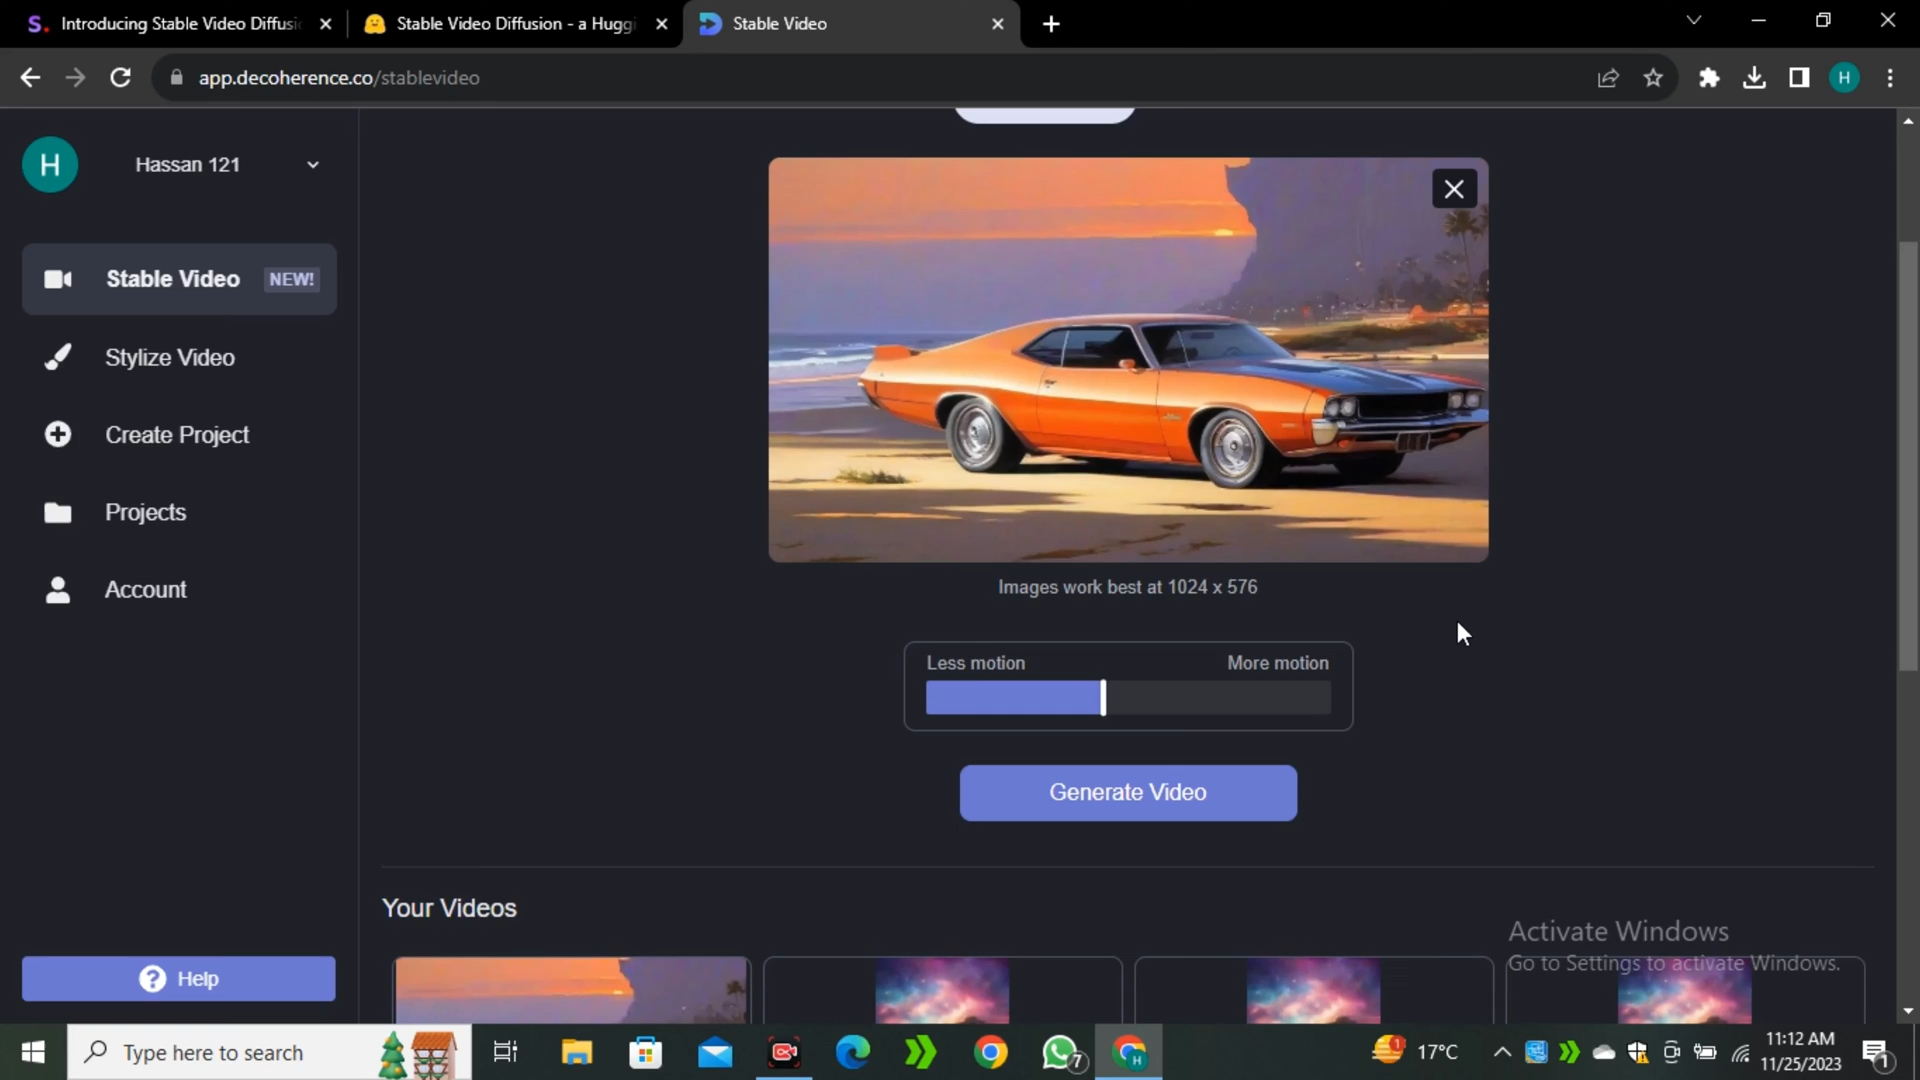 S. Introducing Stable Video Diffusi
Stable Video Diffusion - a Huggi
Stable Video
app.decoherence.co/stablevideo
H
H
Hassan 121
Stable Video NEW!
Stylize Video
Create Project
Projects
Account
Help
Images work best at 1024 x 576
Less motion
More motion
Generate Video
Your Videos
Activate Windows
Go to Settings to activate Windows.
Type here to search
7
H
1
17°C
11:12 AM
11/25/2023
1